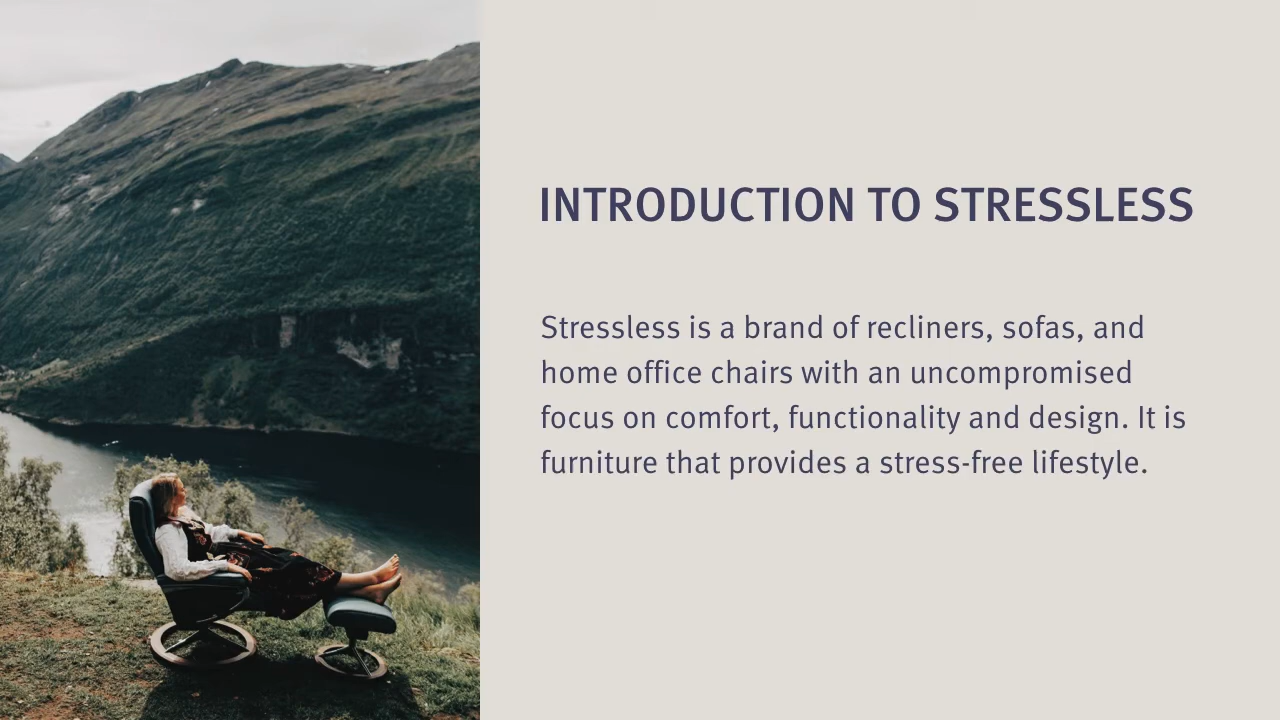 INTRODUCTION TO STRESSLESS
Stressless is a brand of recliners, sofas, and
home office chairs with an uncompromised
focus on comfort, functionality and design. It is
furniture that provides a stress-free lifestyle.